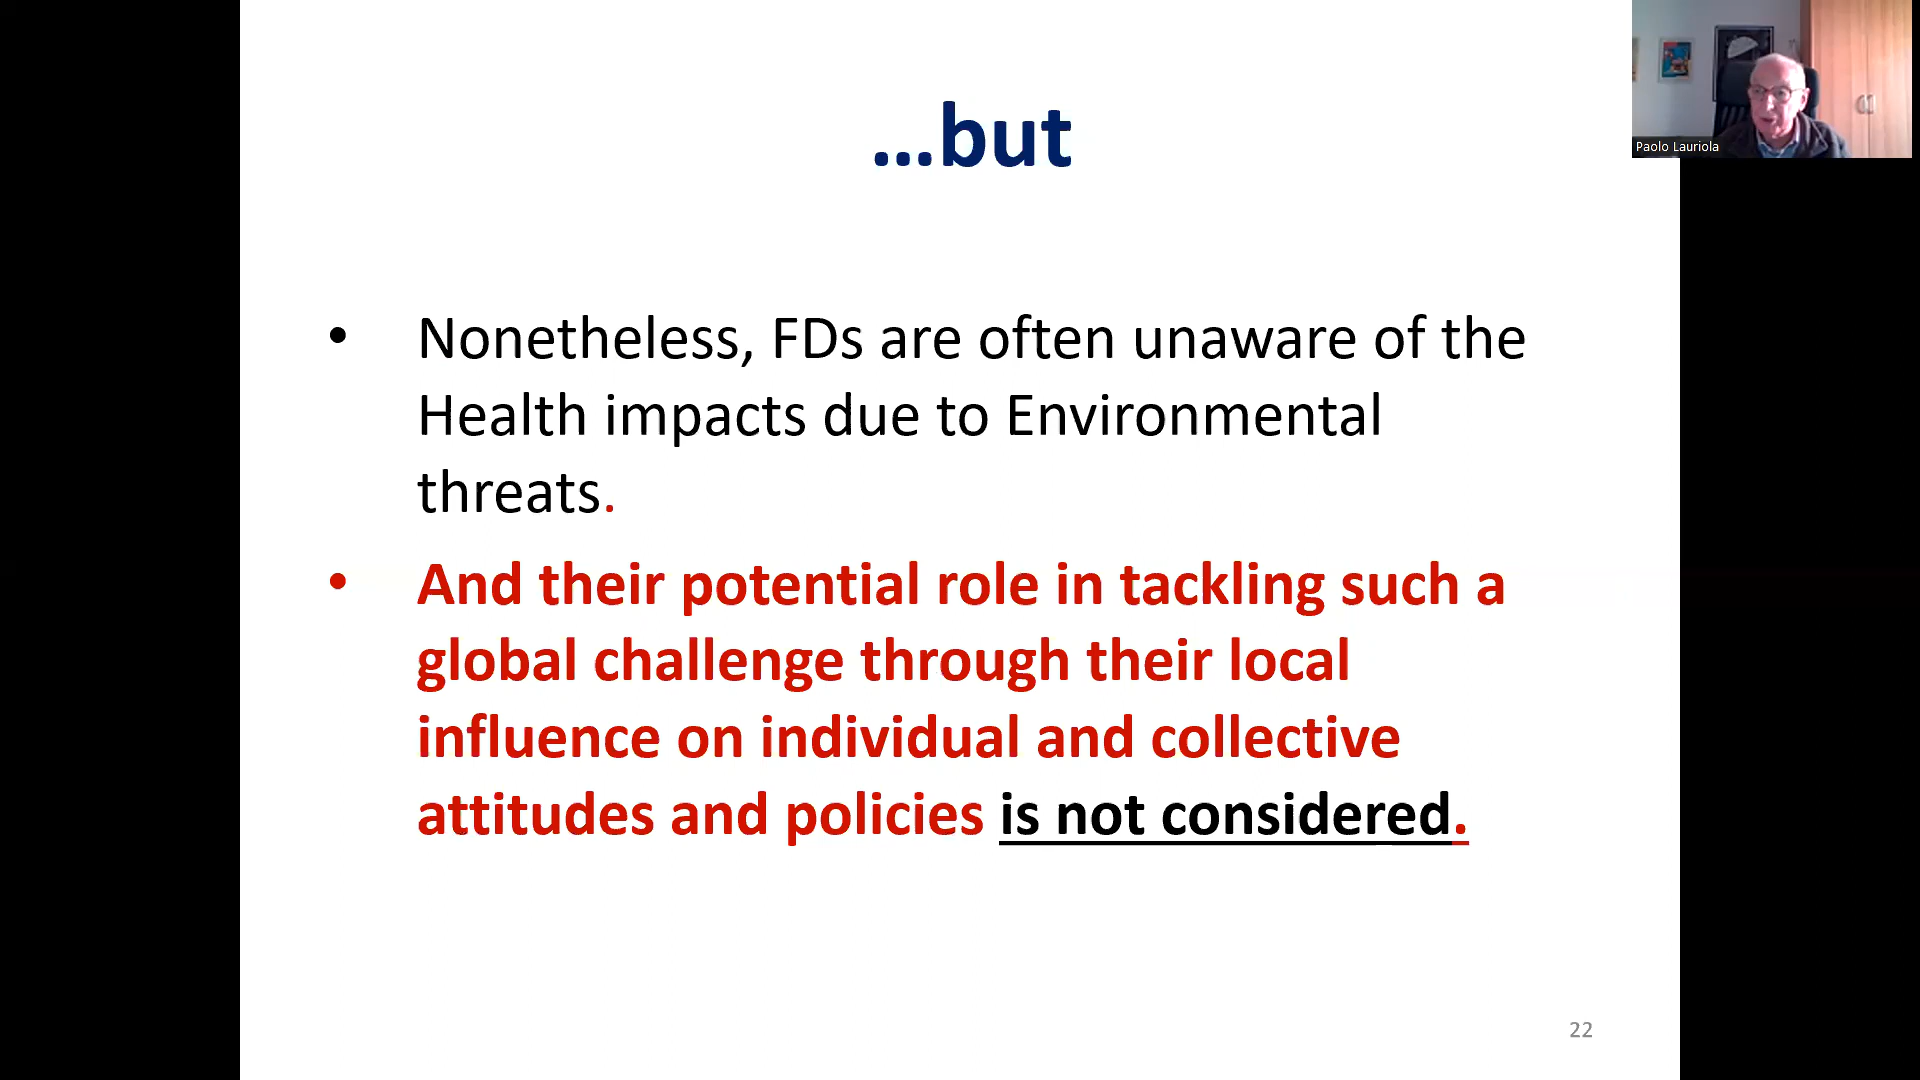 ...but
• Nonetheless, FDs are often unaware of the
Health impacts due to Environmental
threats.
• And their potential role in tackling such a
global challenge through their local
influence on individual and collective
attitudes and policies is not considered.
22
Paolo Lauriola